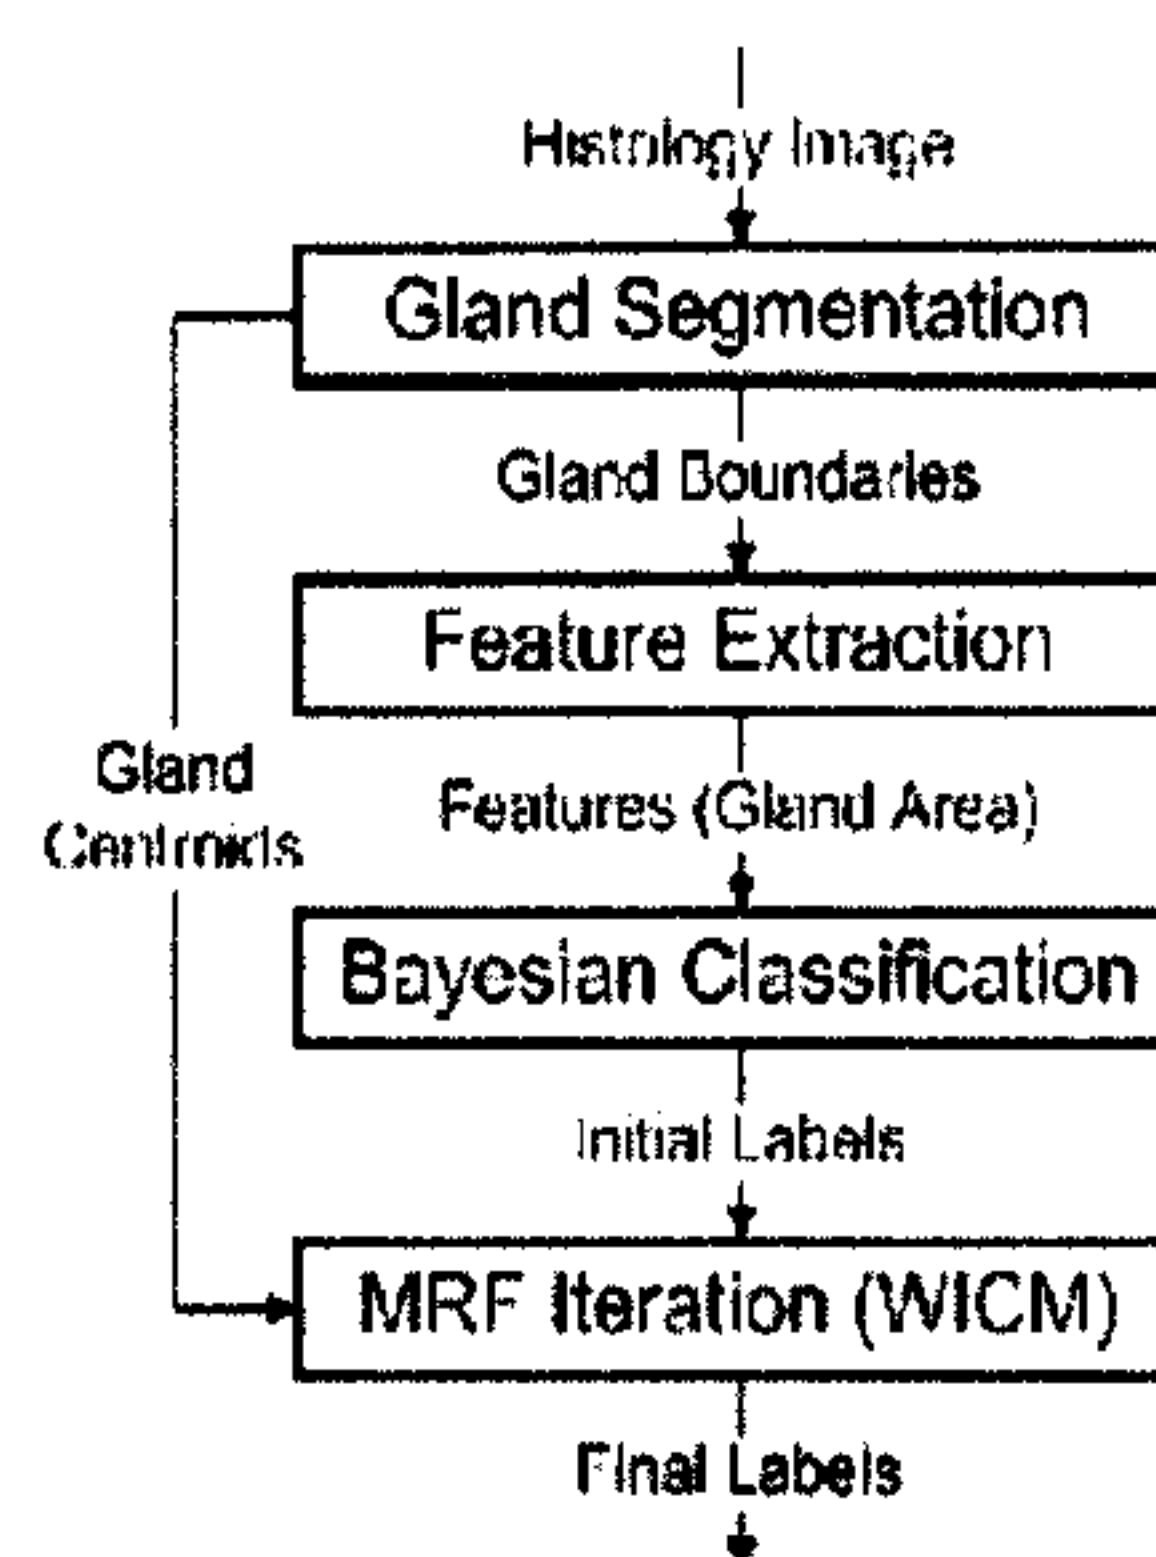 Histology Image
Gland Segmentation
Gland Boundaries
Feature Extraction
Gland
Centroids
Features (Gland Area)
Bayesian Classification
Initial Labels
MRF Iteration (WICM)
Final Labels